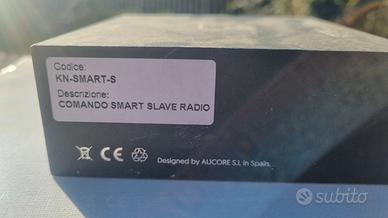 Codice:
KN-SMART-S
Descrizione:
COMANDO SMART SLAVE RADIO
CE
Designed by AUCORE S.L in Spain.
subito